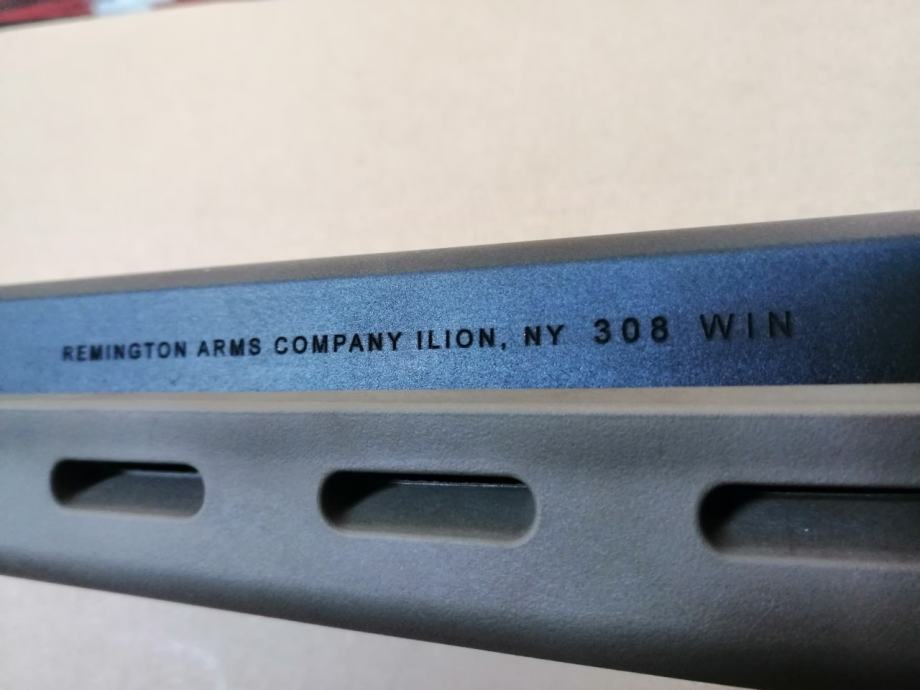 REMINGTON ARMS COMPANY ILION, NY 308 WIN